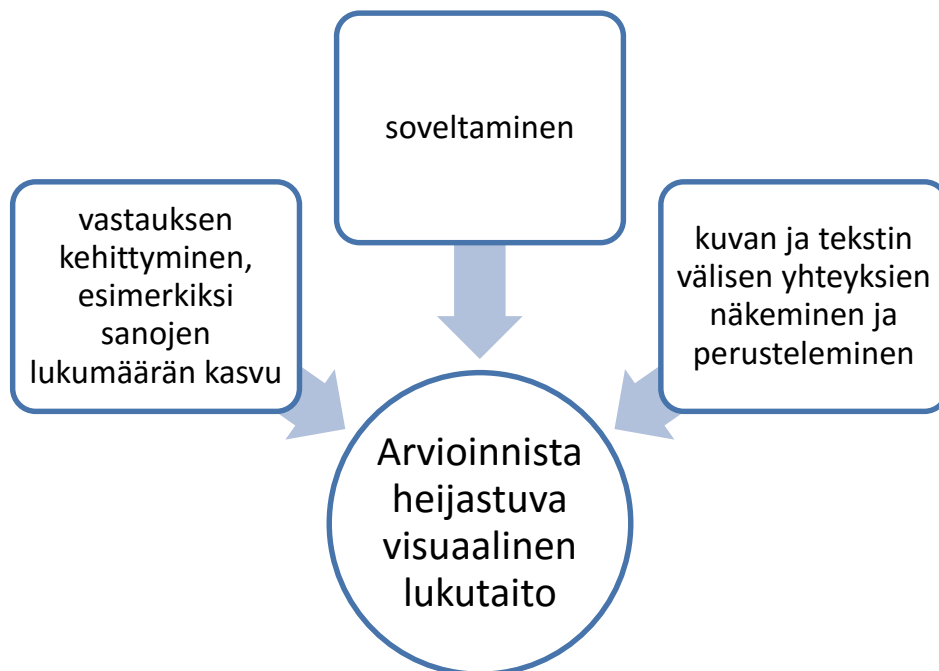 soveltaminen
vastauksen
kehittyminen,
esimerkiksi
sanojen
lukumäärän kasvu
kuvan ja tekstin
välisen yhteyksien
näkeminen ja
perusteleminen
Arvioinnista
heijastuva
visuaalinen
lukutaito